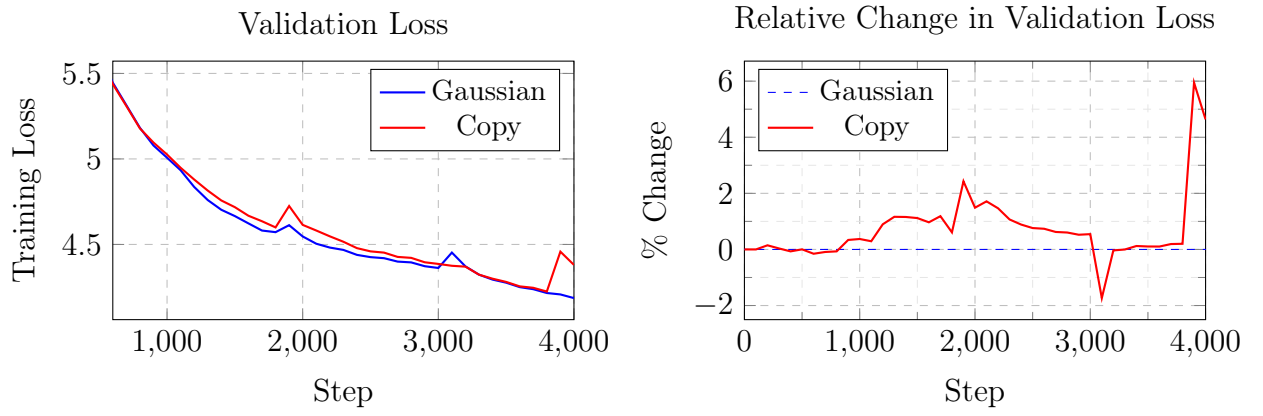 Validation Loss
Training Loss
5.5
5
4.5
Gaussian
Copy
1,000
2,000
3,000
4,000
Step
Relative Change in Validation Loss
% Change
6
4
2
0
−2
Gaussian
Copy
0
1,000
2,000
3,000
4,000
Step